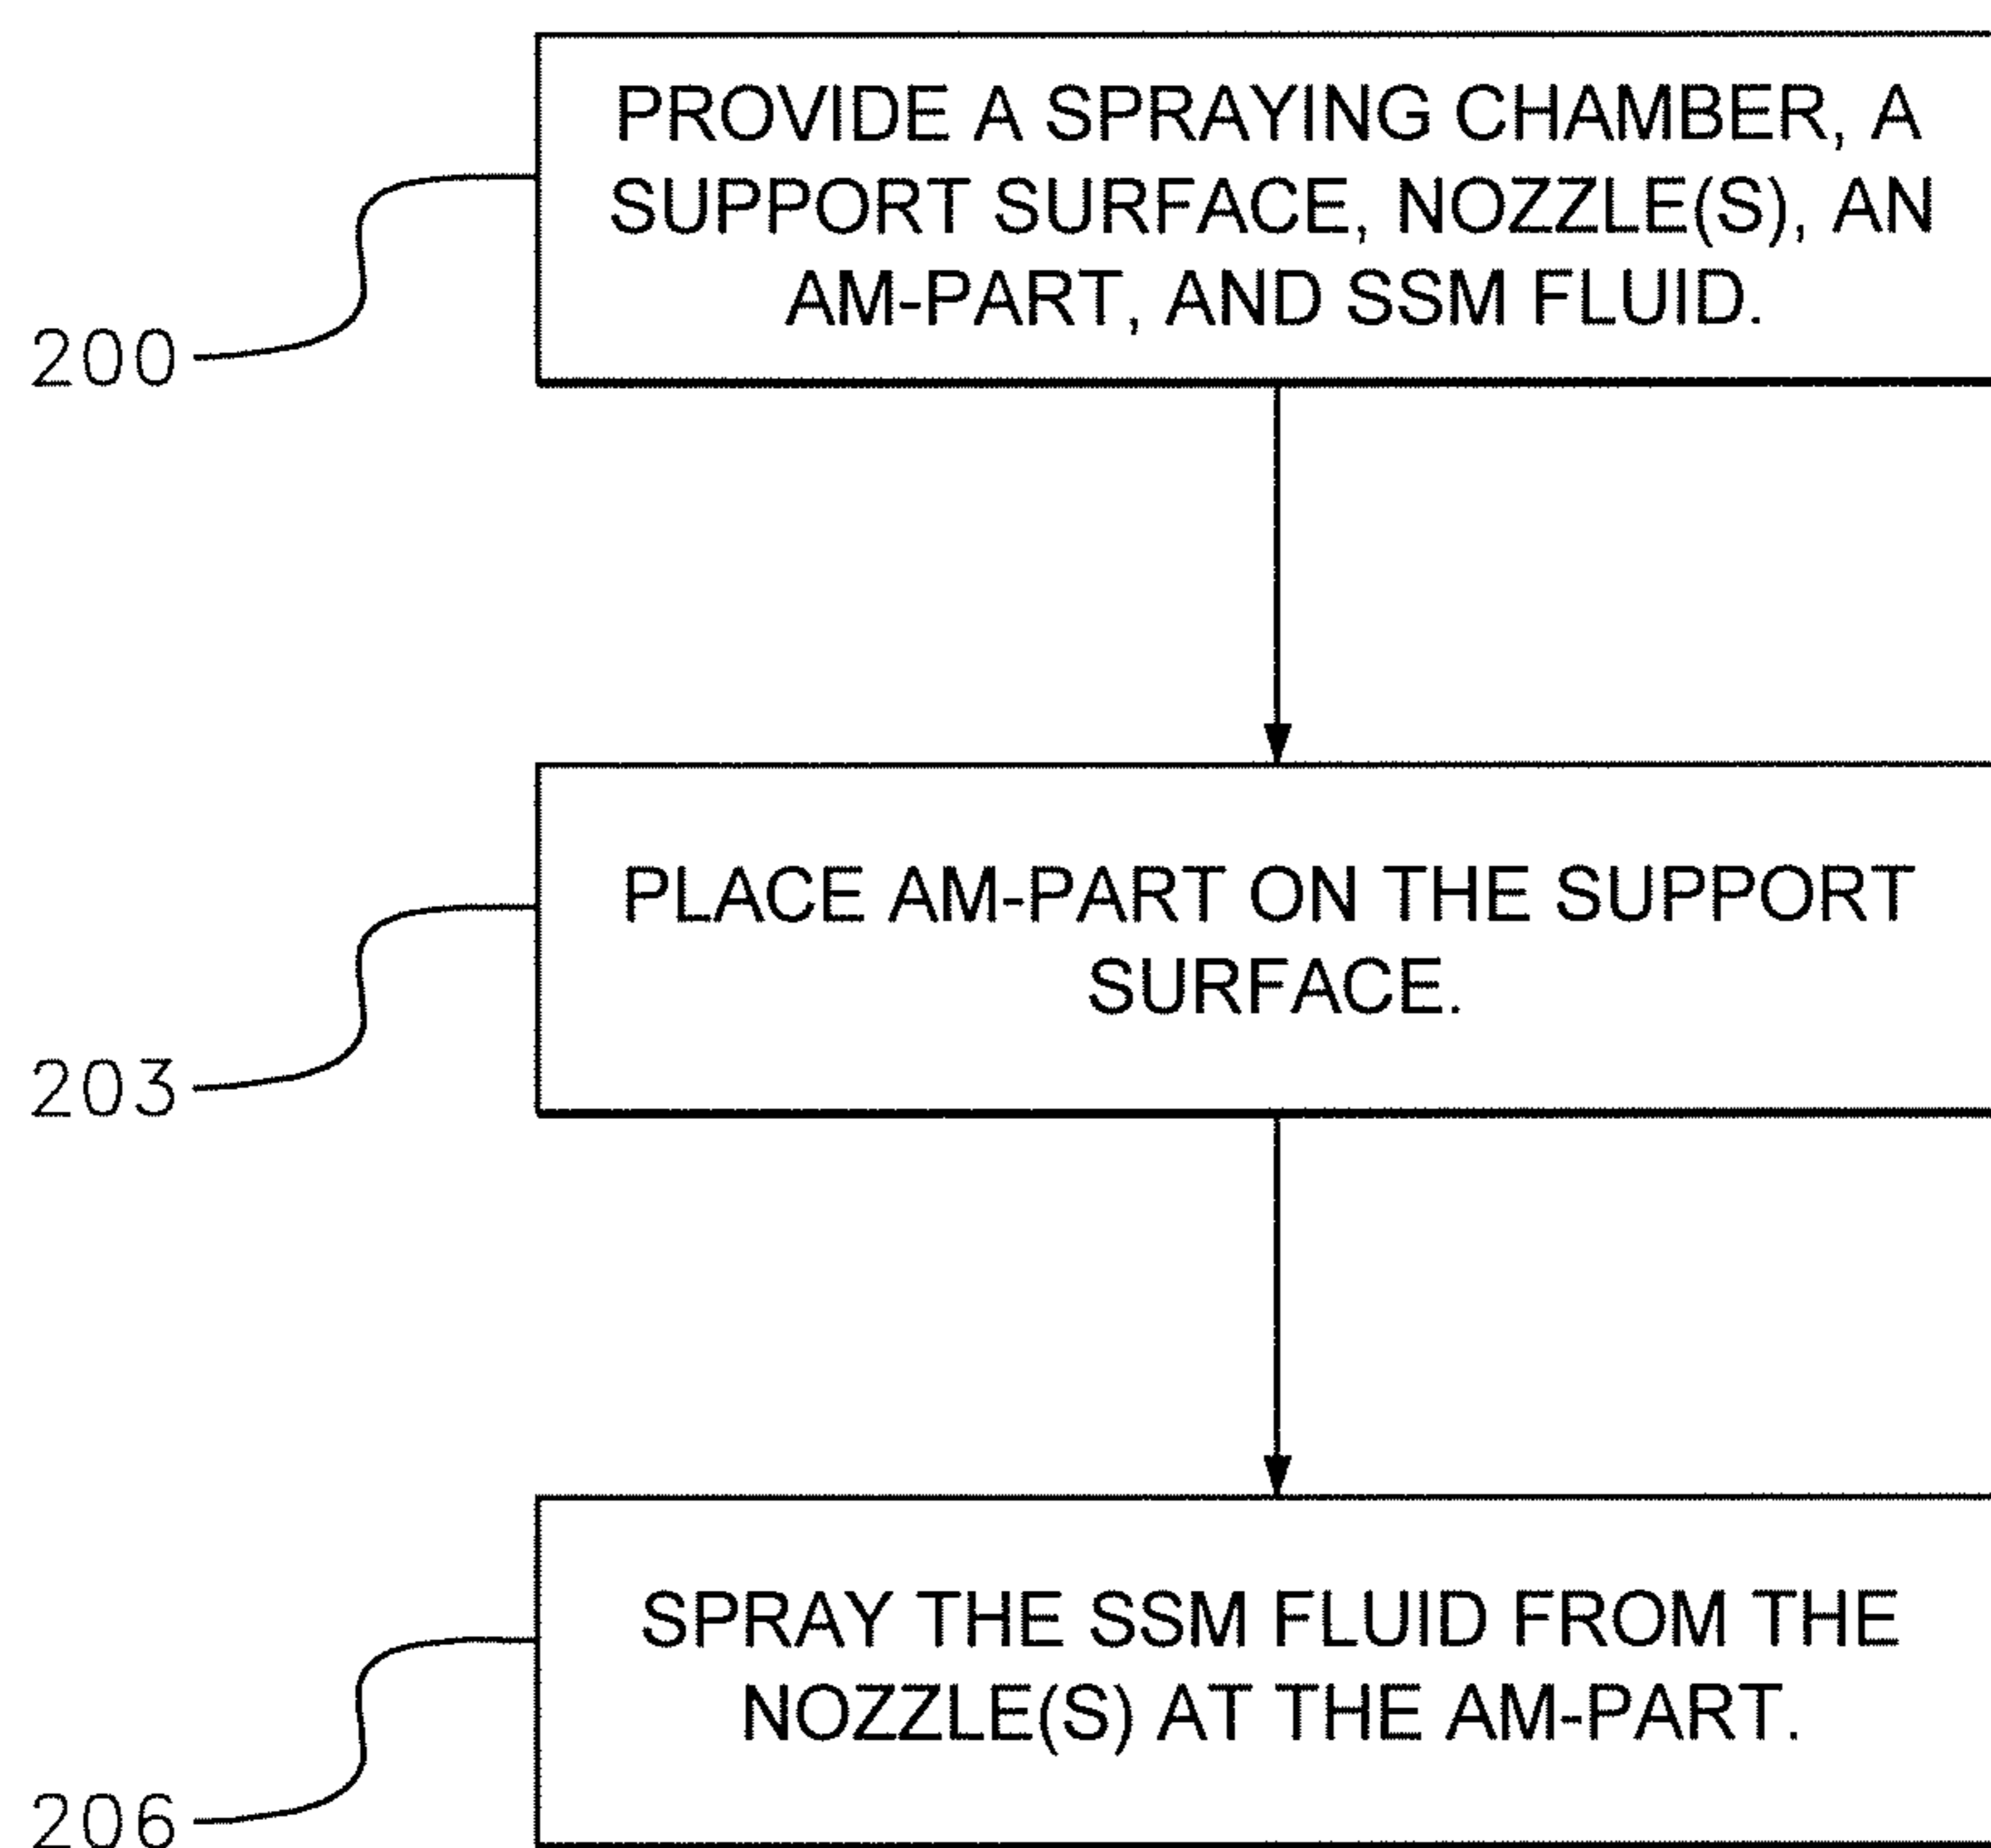 PROVIDE A SPRAYING CHAMBER, A
SUPPORT SURFACE, NOZZLE(S), AN
AM-PART, AND SSM FLUID.
200
PLACE AM-PART ON THE SUPPORT
SURFACE.
203
SPRAY THE SSM FLUID FROM THE
NOZZLE(S) AT THE AM-PART.
206